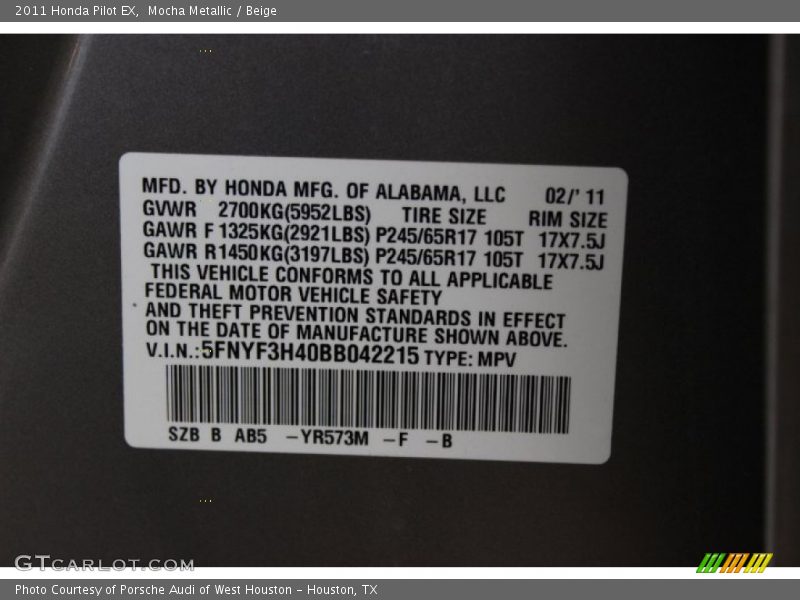 2011 Honda Pilot EX,  Mocha Metallic / Beige
MFD. BY HONDA MFG. OF ALABAMA, LLC 02/' 11
GVWR 2700KG(5952LBS) TIRE SIZE RIM SIZE
GAWR F 1325KG(2921LBS) P245/65R17 105T 17X7.5J
GAWR R1450KG(3197LBS) P245/65R17 105T 17X7.5J
THIS VEHICLE CONFORMS TO ALL APPLICABLE
FEDERAL MOTOR VEHICLE SAFETY
AND THEFT PREVENTION STANDARDS IN EFFECT
ON THE DATE OF MANUFACTURE SHOWN ABOVE.
V.I.N.:5FNYF3H40BB042215 TYPE: MPV
SZB B AB5 –YR573M –F –B
GTCARLOT.COM
Photo Courtesy of Porsche Audi of West Houston – Houston, TX